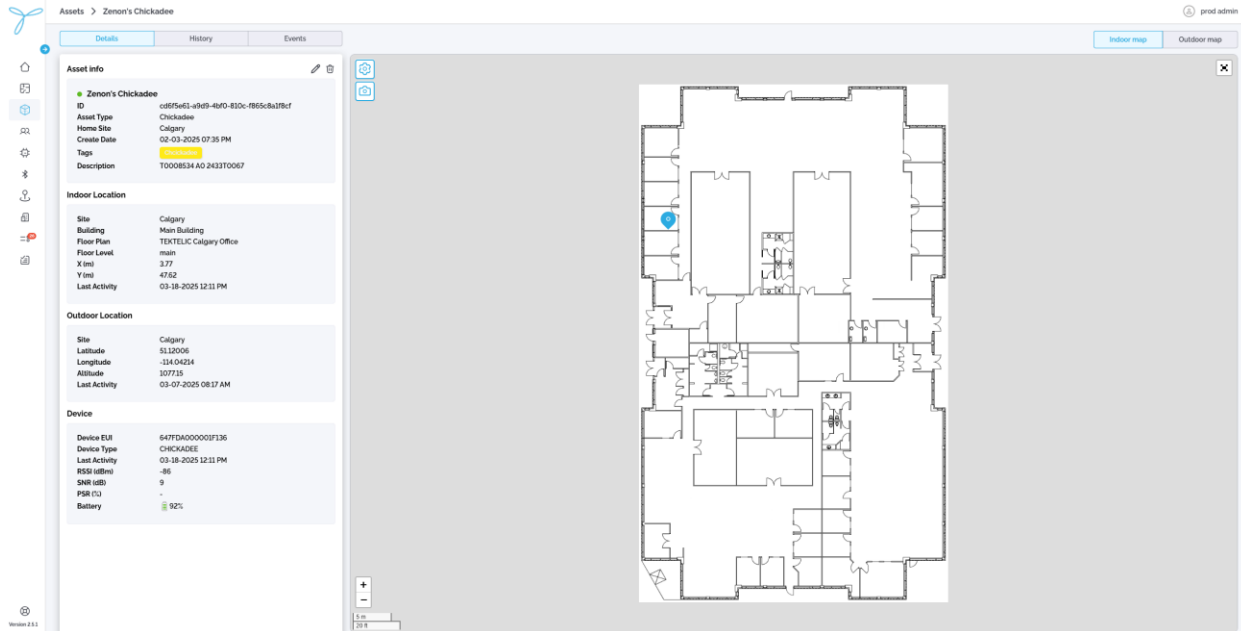 Assets > Zenon's Chickadee
prod admin
Details History Events
Indoor map Outdoor map
Asset info
Zenon's Chickadee
ID cd6f5e61-a9d9-4bf0-810c-f865c8a1f8cf
Asset Type Chickadee
Home Site Calgary
Create Date 02-03-2025 07:35 PM
Tags Chickadee
Description T0008534 A0 2433T0067
Indoor Location
Site Calgary
Building Main Building
Floor Plan TEKTELIC Calgary Office
Floor Level main
X (m) 3.77
Y (m) 47.62
Last Activity 03-18-2025 12:11 PM
Outdoor Location
Site Calgary
Latitude 51.12006
Longitude -114.04214
Altitude 1077.15
Last Activity 03-07-2025 08:17 AM
Device
Device EUI 647FDA000001F136
Device Type CHICKADEE
Last Activity 03-18-2025 12:11 PM
RSSI (dBm) -86
SNR (dB) 9
PSR (%) -
Battery 92%
+
−
5 m
20 ft
Version 2.5.1